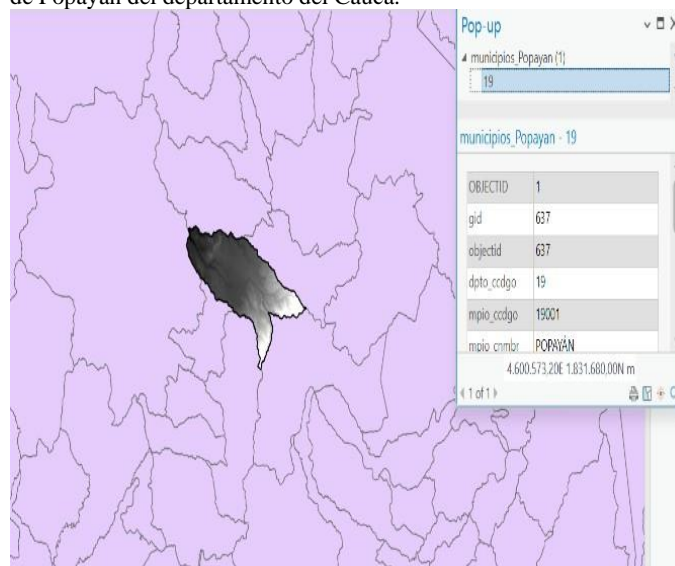 de Popayán del departamento del Cauca.
Pop-up
municipios_Popayan (1)
19
municipios_Popayan - 19
OBJECTID 1
gid 637
objectid 637
dpto_ccdgo 19
mpio_ccdgo 19001
mpio_cnmbr POPAYÁN
4.600.573,20E 1.831.680,00N m
1 of 1